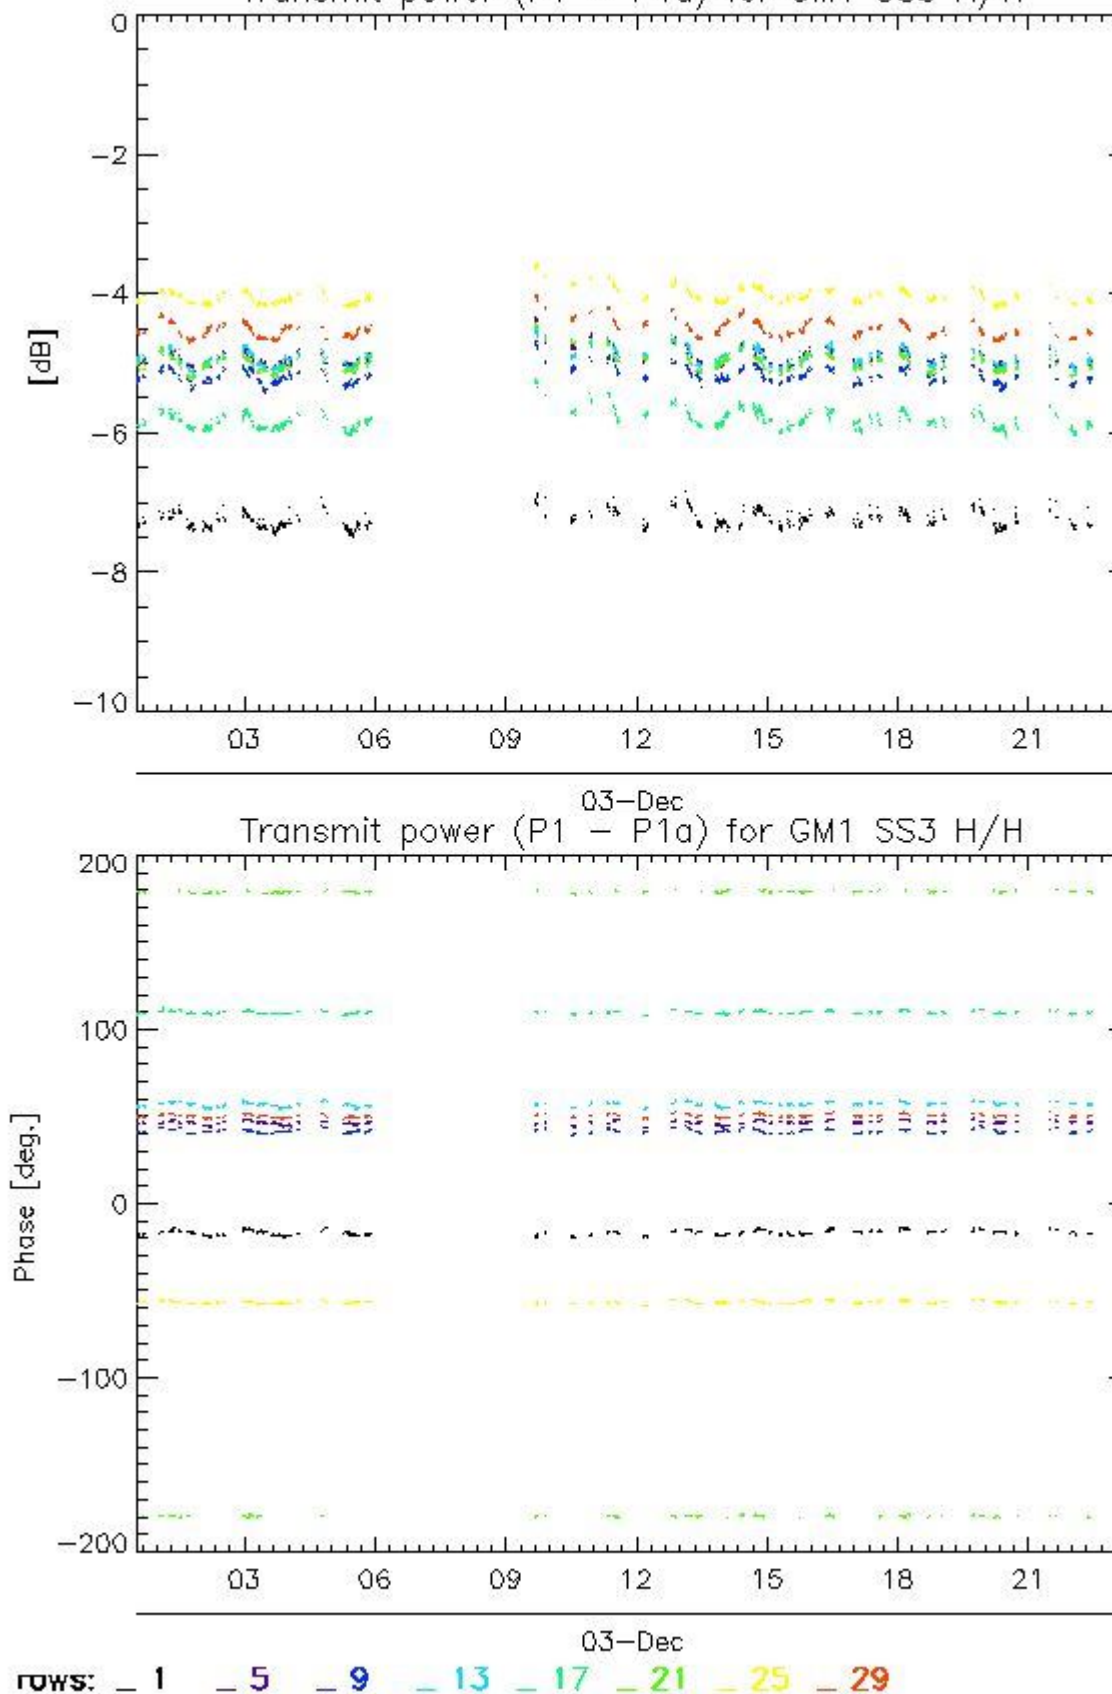 0
−2
−4
−6
−8
−10
[dB]
03 06 09 12 15 18 21
03-Dec
Transmit power (P1 − P1a) for GM1 SS3 H/H
200
100
0
−100
−200
Phase [deg.]
03 06 09 12 15 18 21
03-Dec
rows: _ 1 _ 5 _ 9 _ 13 _ 17 _ 21 _ 25 _ 29